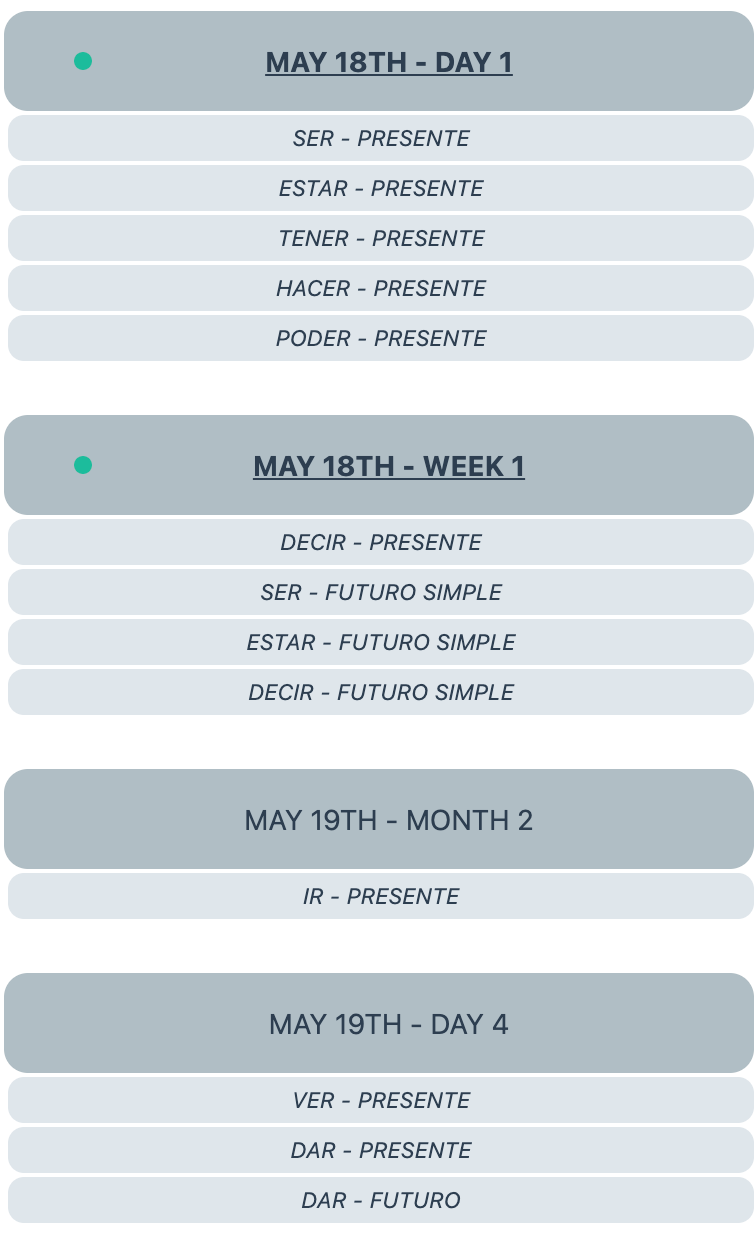 MAY 18TH - DAY 1
SER - PRESENTE
ESTAR - PRESENTE
TENER - PRESENTE
HACER - PRESENTE
PODER - PRESENTE
MAY 18TH - WEEK 1
DECIR - PRESENTE
SER - FUTURO SIMPLE
ESTAR - FUTURO SIMPLE
DECIR - FUTURO SIMPLE
MAY 19TH - MONTH 2
IR - PRESENTE
MAY 19TH - DAY 4
VER - PRESENTE
DAR - PRESENTE
DAR - FUTURO